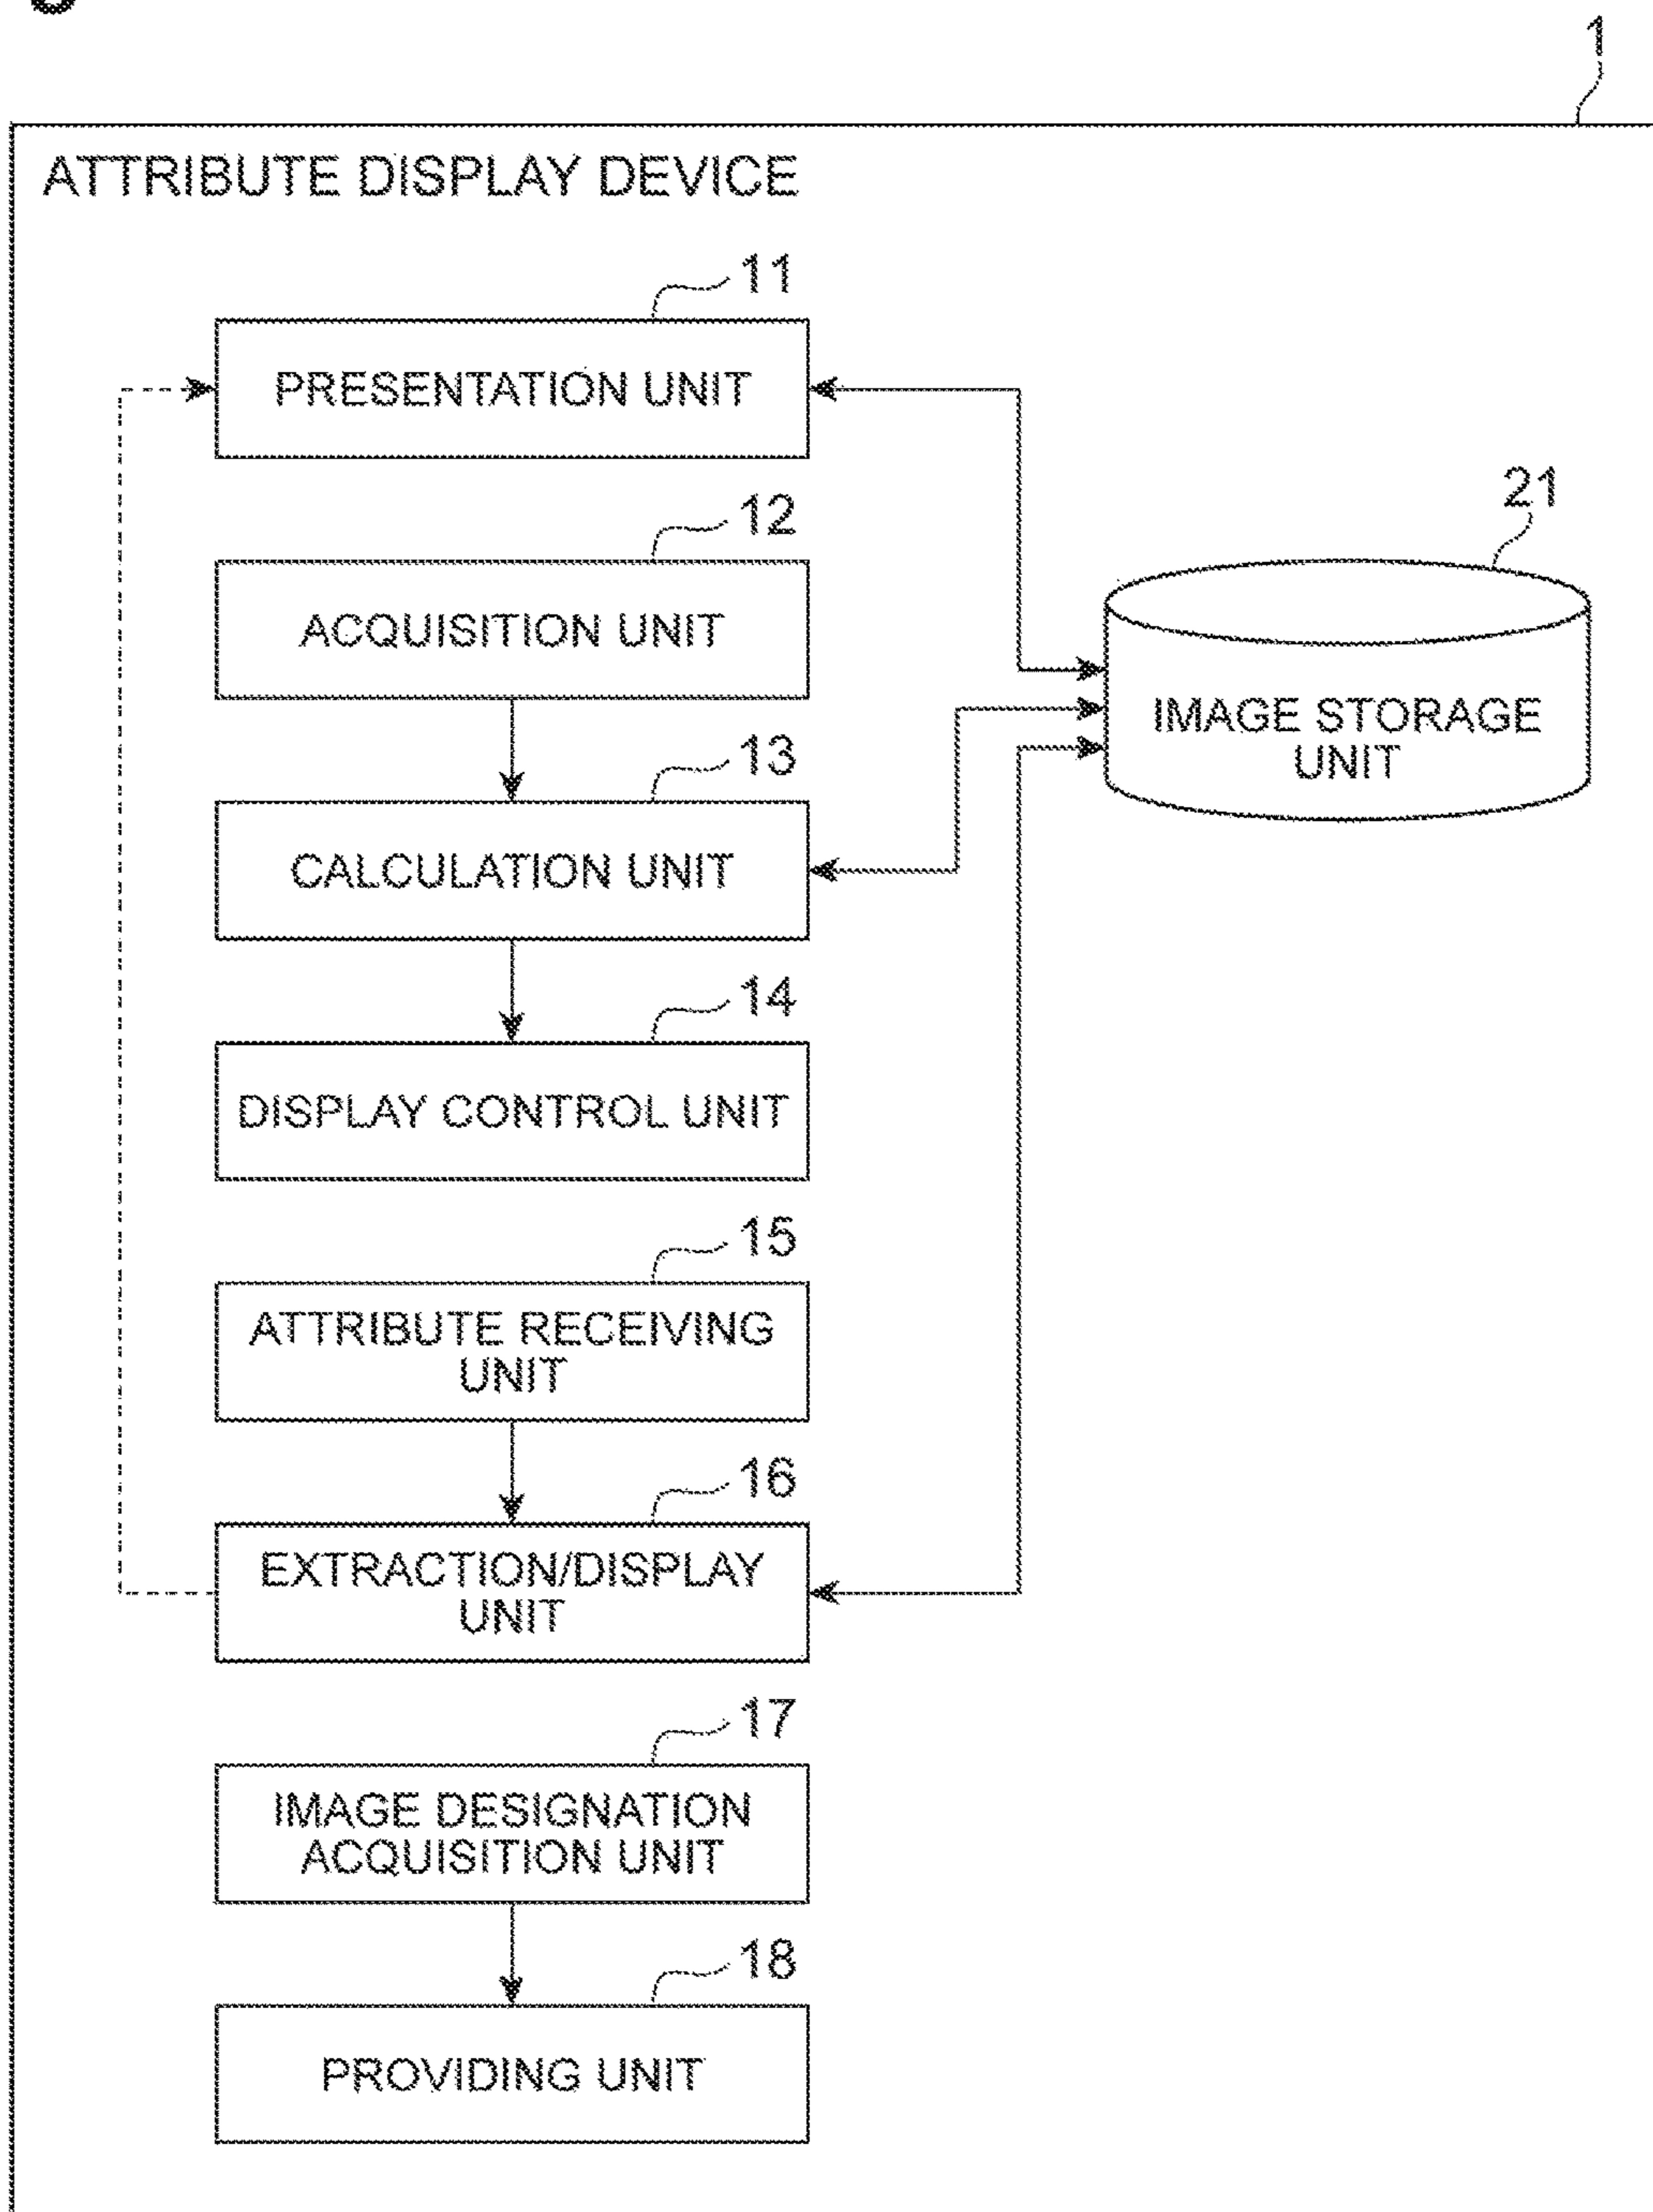 1
ATTRIBUTE DISPLAY DEVICE
11
PRESENTATION UNIT
12
ACQUISITION UNIT
21
IMAGE STORAGE
UNIT
13
CALCULATION UNIT
14
DISPLAY CONTROL UNIT
15
ATTRIBUTE RECEIVING
UNIT
16
EXTRACTION/DISPLAY
UNIT
17
IMAGE DESIGNATION
ACQUISITION UNIT
18
PROVIDING UNIT